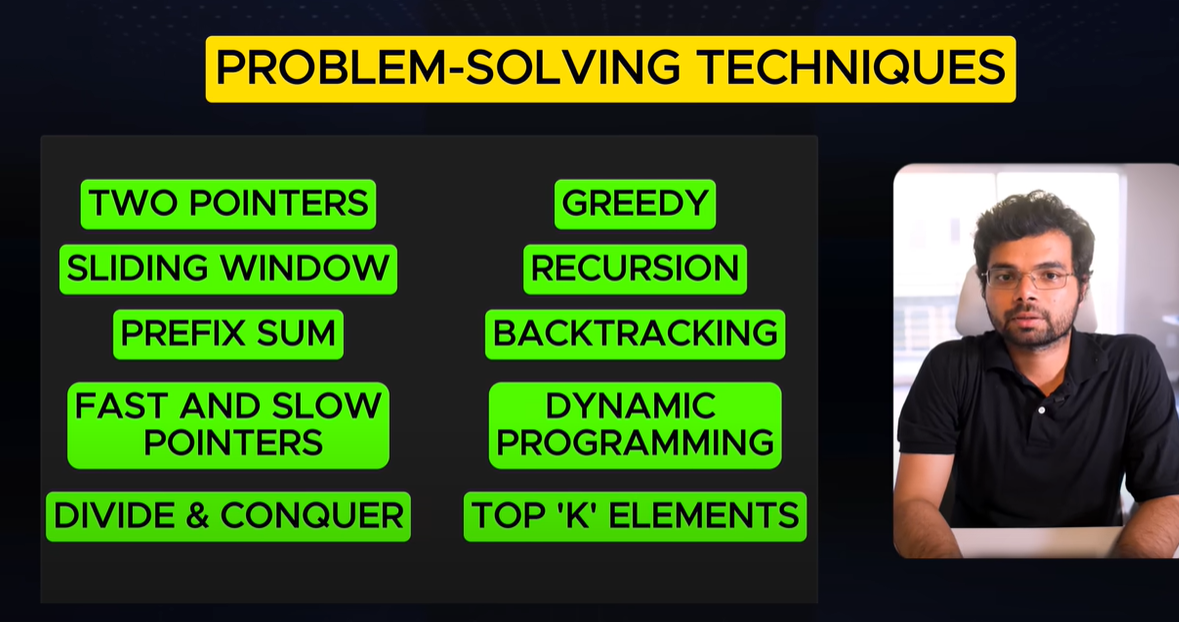 PROBLEM-SOLVING TECHNIQUES
TWO POINTERS
SLIDING WINDOW
PREFIX SUM
FAST AND SLOW
POINTERS
DIVIDE & CONQUER
GREEDY
RECURSION
BACKTRACKING
DYNAMIC
PROGRAMMING
TOP 'K' ELEMENTS